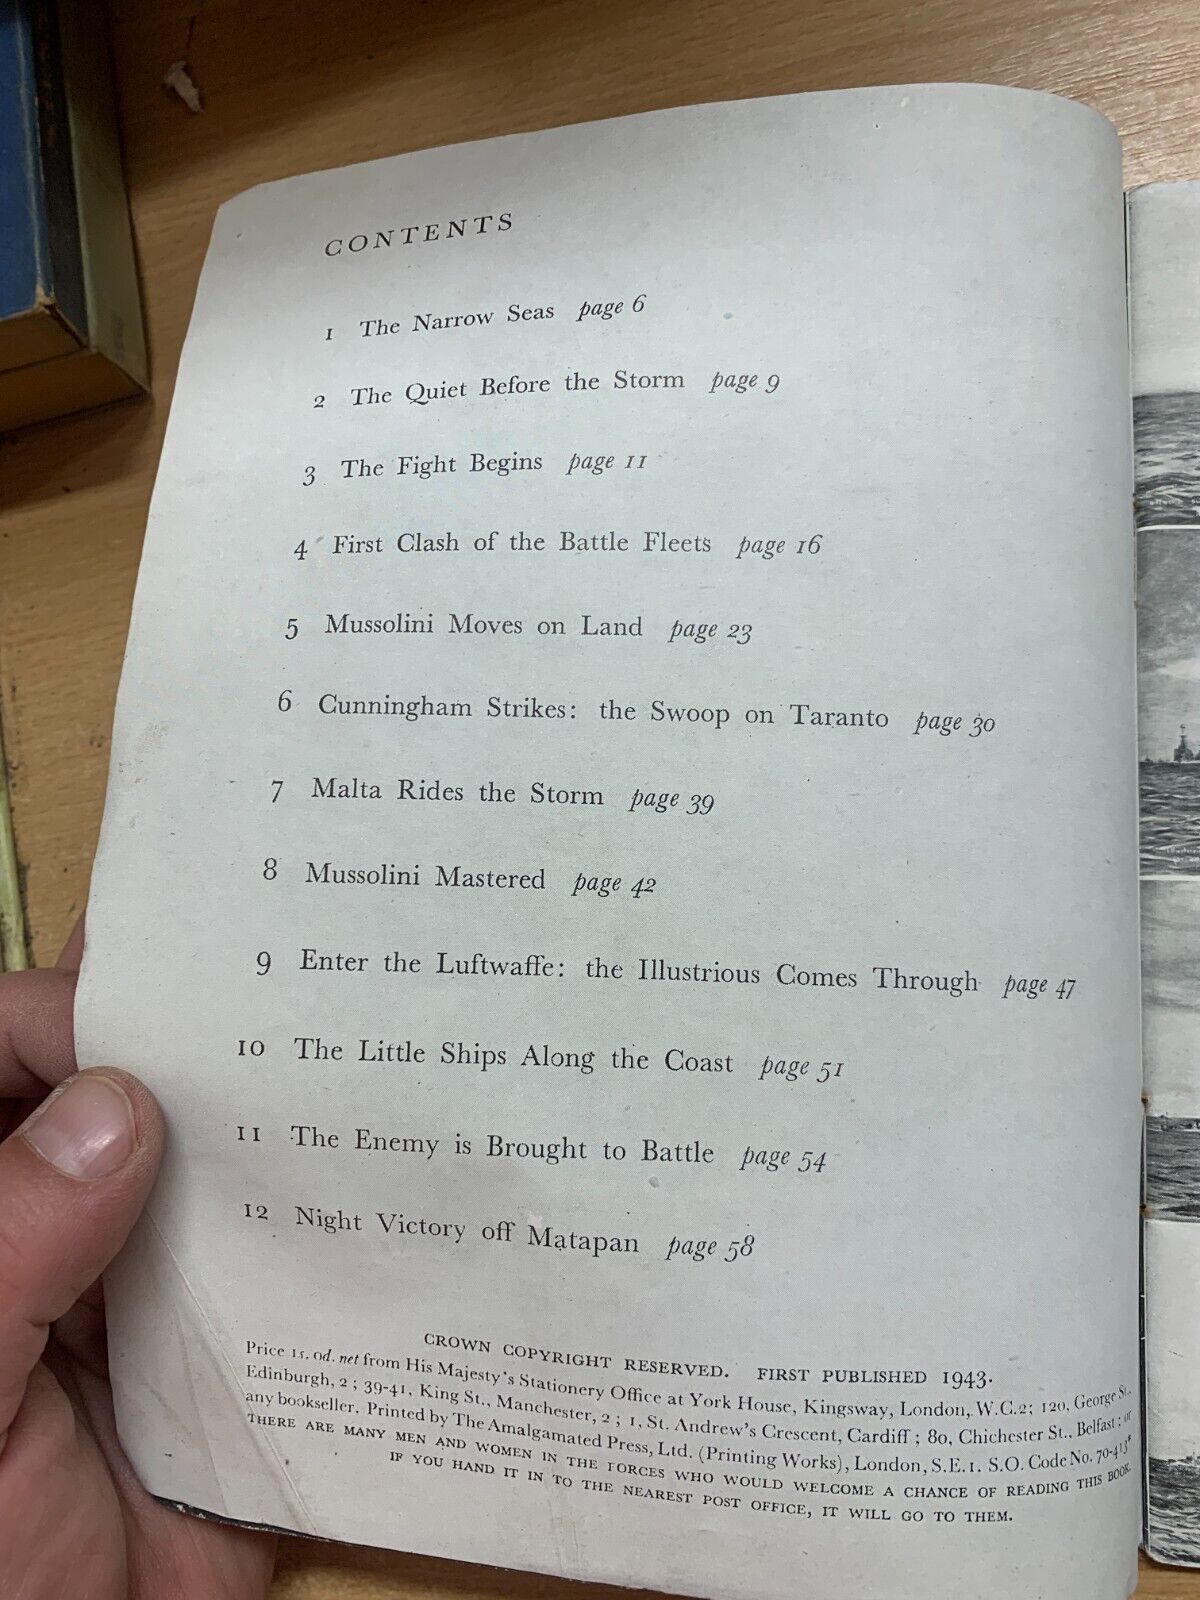 CONTENTS
1 The Narrow Seas page 6
2 The Quiet Before the Storm page 9
3 The Fight Begins page 11
4 First Clash of the Battle Fleets page 16
5 Mussolini Moves on Land page 23
6 Cunningham Strikes: the Swoop on Taranto page 30
7 Malta Rides the Storm page 39
8 Mussolini Mastered page 42
9 Enter the Luftwaffe: the Illustrious Comes Through page 47
10 The Little Ships Along the Coast page 51
11 The Enemy is Brought to Battle page 54
12 Night Victory off Matapan page 58
CROWN COPYRIGHT RESERVED. FIRST PUBLISHED 1943.
Price 1s. 0d. net from His Majesty's Stationery Office at York House, Kingsway, London, W.C.2; 120, George St.,
Edinburgh, 2; 39-41, King St., Manchester, 2; 1, St. Andrew's Crescent, Cardiff; 80, Chichester St., Belfast; or
any bookseller. Printed by The Amalgamated Press, Ltd. (Printing Works), London, S.E.1. S.O. Code No. 70-413*
THERE ARE MANY MEN AND WOMEN IN THE FORCES WHO WOULD WELCOME A CHANCE OF READING THIS BOOK.
IF YOU HAND IT IN TO THE NEAREST POST OFFICE, IT WILL GO TO THEM.